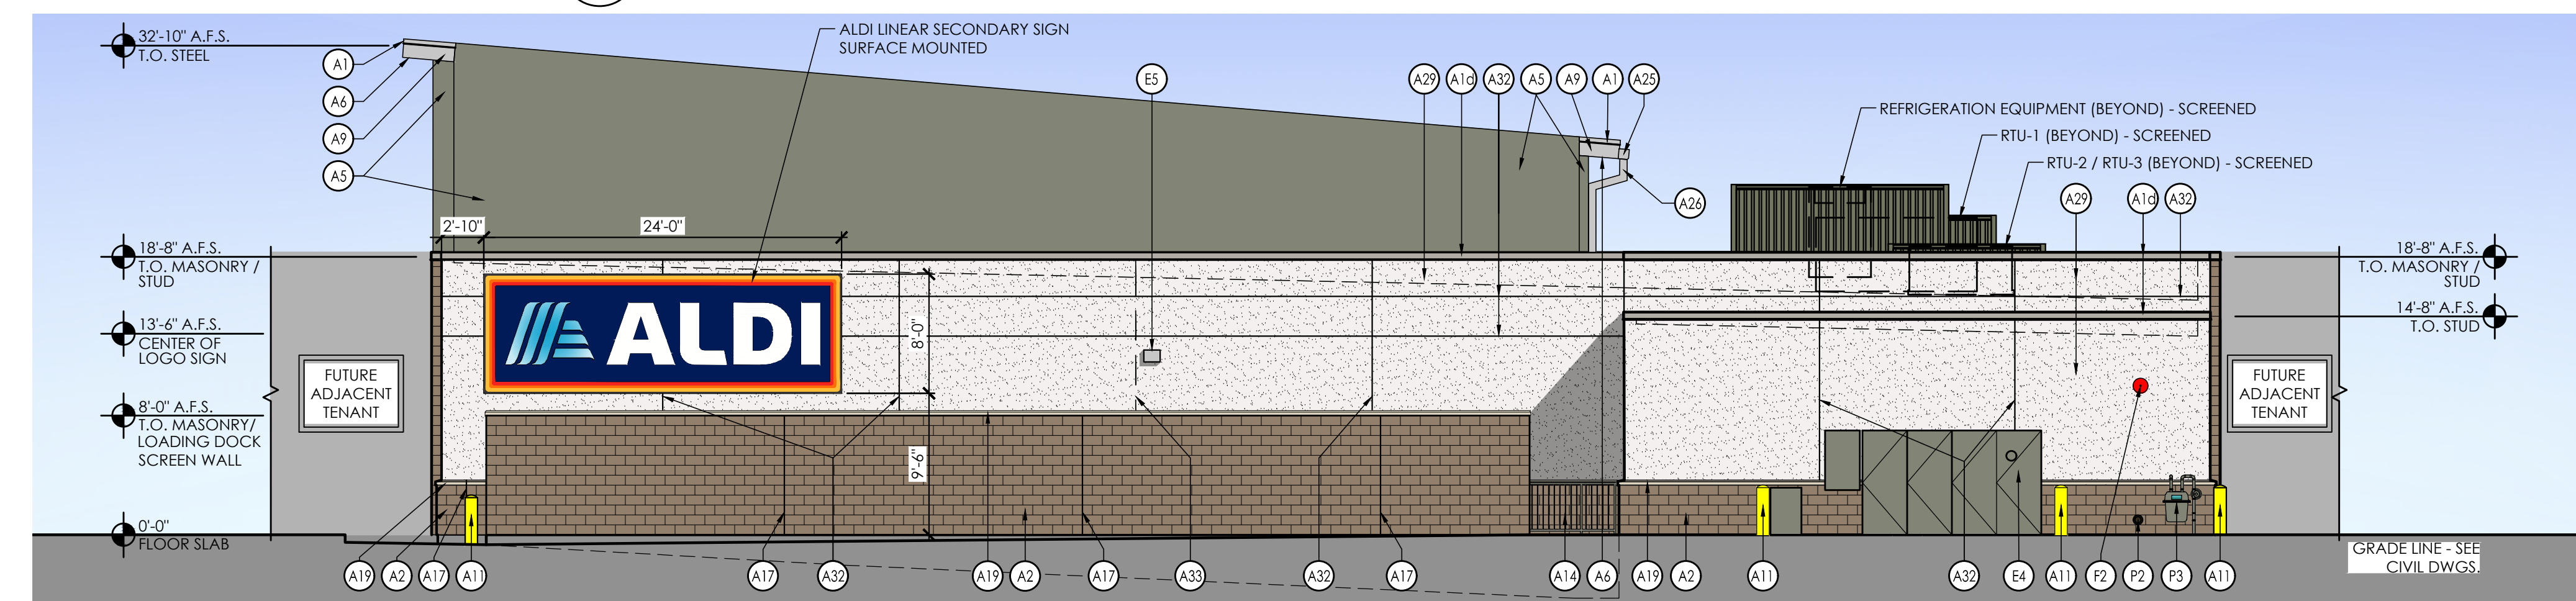 32'-10" A.F.S.
T.O. STEEL
A1
A6
A9
A5
ALDI LINEAR SECONDARY SIGN
SURFACE MOUNTED
E5
A29
A1d
A32
A5
A9
A1
A25
A26
REFRIGERATION EQUIPMENT (BEYOND) - SCREENED
RTU-1 (BEYOND) - SCREENED
RTU-2 / RTU-3 (BEYOND) - SCREENED
A29
A1d
A32
2'-10"
24'-0"
18'-8" A.F.S.
T.O. MASONRY /
STUD
13'-6" A.F.S.
CENTER OF
LOGO SIGN
8'-0" A.F.S.
T.O. MASONRY/
LOADING DOCK
SCREEN WALL
0'-0"
FLOOR SLAB
FUTURE
ADJACENT
TENANT
ALDI
8'-0"
9'-6"
18'-8" A.F.S.
T.O. MASONRY /
STUD
14'-8" A.F.S.
T.O. STUD
FUTURE
ADJACENT
TENANT
GRADE LINE - SEE
CIVIL DWGS.
A19
A2
A17
A11
A17
A32
A19
A2
A17
A33
A32
A17
A14
A6
A19
A2
A11
A32
E4
A11
F2
P2
P3
A11